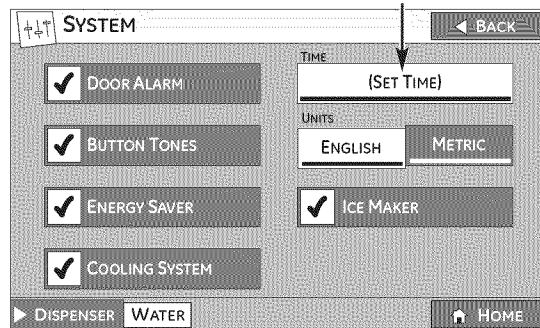 SYSTEM
BACK
DOOR ALARM
BUTTON TONES
ENERGY SAVER
COOLING SYSTEM
TIME
(SET TIME)
UNITS
ENGLISH METRIC
ICE MAKER
DISPENSER WATER
HOME